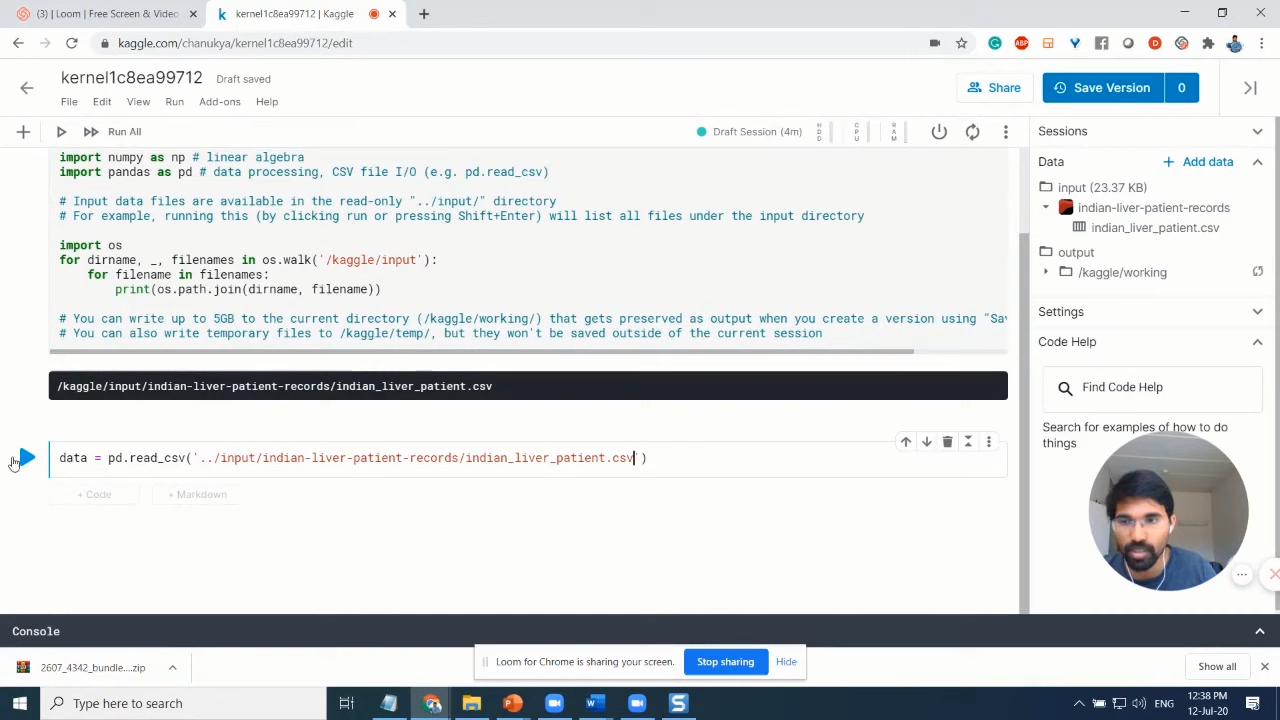 (3) Loom | Free Screen & Video
kernel1c8ea99712 | Kaggle
kaggle.com/chanukya/kernel1c8ea99712/edit
kernel1c8ea99712 Draft saved
File Edit View Run Add-ons Help
Share
Save Version 0
Run All
Draft Session (4m)
HDD
CPU
RAM
import numpy as np # linear algebra
import pandas as pd # data processing, CSV file I/O (e.g. pd.read_csv)
# Input data files are available in the read-only "../input/" directory
# For example, running this (by clicking run or pressing Shift+Enter) will list all files under the input directory
import os
for dirname, _, filenames in os.walk('/kaggle/input'):
for filename in filenames:
print(os.path.join(dirname, filename))
# You can write up to 5GB to the current directory (/kaggle/working/) that gets preserved as output when you create a version using "Sav
# You can also write temporary files to /kaggle/temp/, but they won't be saved outside of the current session
/kaggle/input/indian-liver-patient-records/indian_liver_patient.csv
data = pd.read_csv('../input/indian-liver-patient-records/indian_liver_patient.csv')
+ Code + Markdown
Sessions
Data
+ Add data
input (23.37 KB)
indian-liver-patient-records
indian_liver_patient.csv
output
/kaggle/working
Settings
Code Help
Find Code Help
Search for examples of how to do
things
Console
2607_4342_bundle....zip
Loom for Chrome is sharing your screen.
Stop sharing
Hide
Show all
Type here to search
ENG
12:38 PM
12-Jul-20